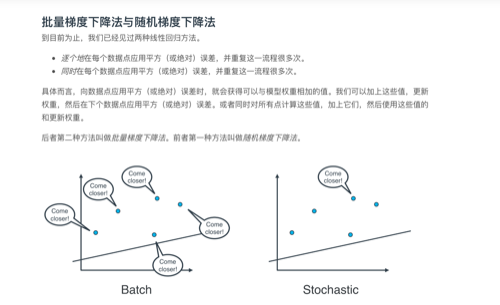 批量梯度下降法与随机梯度下降法
到目前为止，我们已经见过两种线性回归方法。
• 逐个地在每个数据点应用平方（或绝对）误差，并重复这一流程很多次。
• 同时在每个数据点应用平方（或绝对）误差，并重复这一流程很多次。
具体而言，向数据点应用平方（或绝对）误差时，就会获得可以与模型权重相加的值。我们可以加上这些值，更新
权重，然后在下个数据点应用平方（或绝对）误差。或者同时对所有点计算这些值，加上它们，然后使用这些值的
和更新权重。
后者第二种方法叫做批量梯度下降法。前者第一种方法叫做随机梯度下降法。
Come
closer!
Come
closer!
Come
closer!
Come
closer!
Come
closer!
Batch
Come
closer!
Stochastic